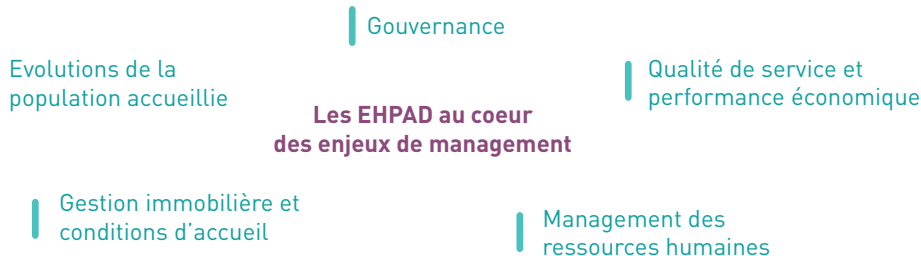 Gouvernance
Evolutions de la
population accueillie
Qualité de service et
performance économique
Les EHPAD au coeur
des enjeux de management
Gestion immobilière et
conditions d'accueil
Management des
ressources humaines